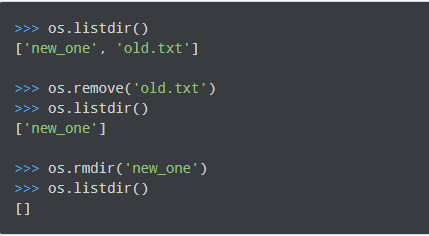 >>> os.listdir()
['new_one', 'old.txt']
>>> os.remove('old.txt')
>>> os.listdir()
['new_one']
>>> os.rmdir('new_one')
>>> os.listdir()
[]